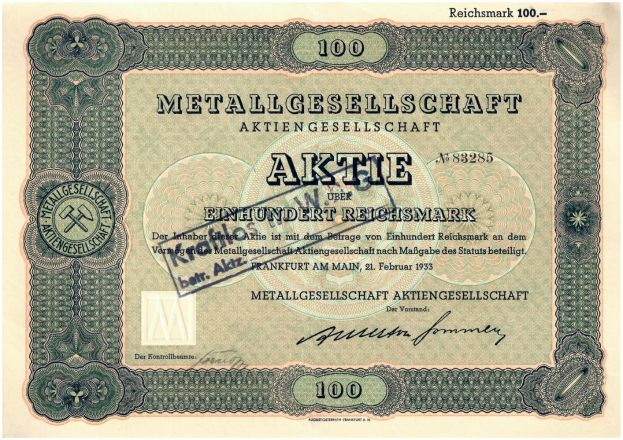 Reichsmark 100.–
100
METALLGESELLSCHAFT
AKTIENGESELLSCHAFT
AKTIE
№ 83285
ÜBER
EINHUNDERT REICHSMARK
Kraftlos W. G.
betr. Aktz.
Der Inhaber dieser Aktie ist mit dem Betrage von Einhundert Reichsmark an dem
Vermögen der Metallgesellschaft Aktiengesellschaft nach Maßgabe des Statuts beteiligt.
FRANKFURT AM MAIN, 21. Februar 1933
METALLGESELLSCHAFT AKTIENGESELLSCHAFT
Der Vorstand:
Der Kontrollbeamte:
METALLGESELLSCHAFT
AKTIENGESELLSCHAFT
M
100